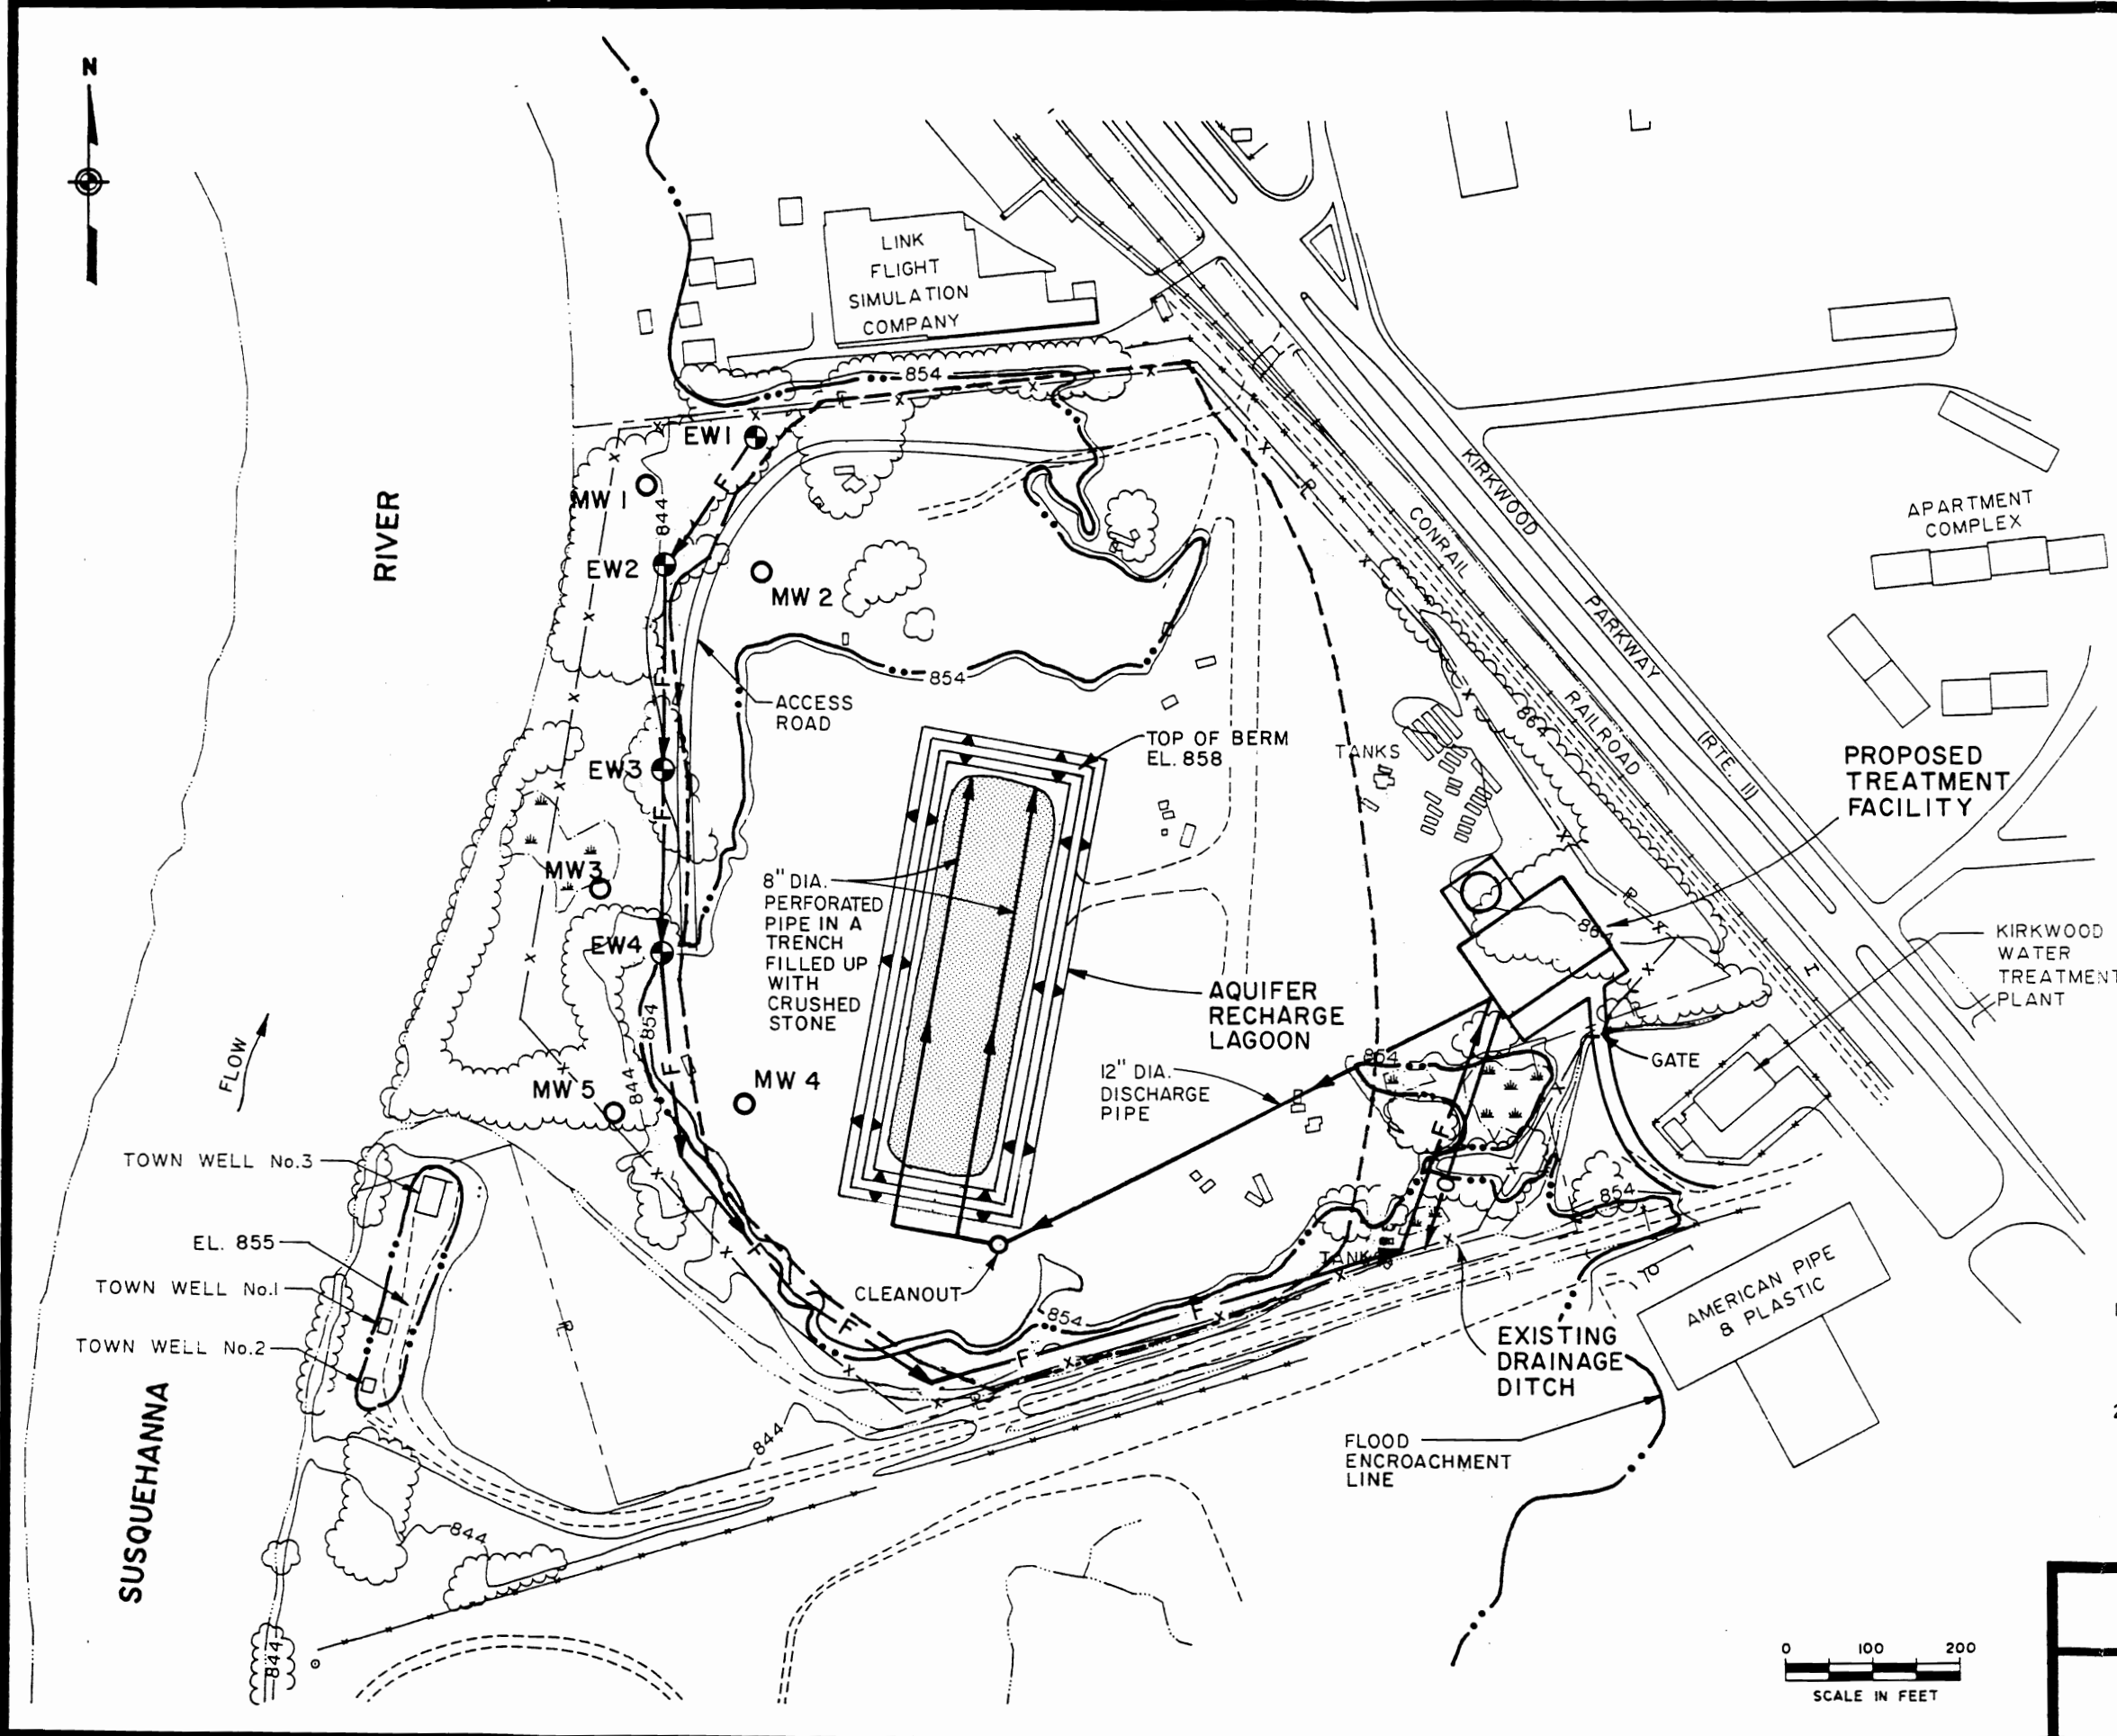 N
LINK
FLIGHT
SIMULATION
COMPANY
854
EW1
MW 1
844
F
EW2
MW 2
RIVER
KIRKWOOD
PARKWAY
(RTE. 11)
CONRAIL
RAILROAD
APARTMENT
COMPLEX
ACCESS
ROAD
854
F
EW3
F
TOP OF BERM
EL. 858
TANKS
864
PROPOSED
TREATMENT
FACILITY
MW3
8" DIA.
PERFORATED
PIPE IN A
TRENCH
FILLED UP
WITH
CRUSHED
STONE
864
KIRKWOOD
WATER
TREATMENT
PLANT
EW4
AQUIFER
RECHARGE
LAGOON
854
FLOW
F
844
MW 5
MW 4
12" DIA.
DISCHARGE
PIPE
854
GATE
F
TOWN WELL No.3
EL. 855
TOWN WELL No.1
TOWN WELL No.2
854
F
CLEANOUT
TANKS
F
F
854
F
AMERICAN PIPE
& PLASTIC
EXISTING
DRAINAGE
DITCH
FLOOD
ENCROACHMENT
LINE
844
844
SUSQUEHANNA
844
0 100 200
SCALE IN FEET